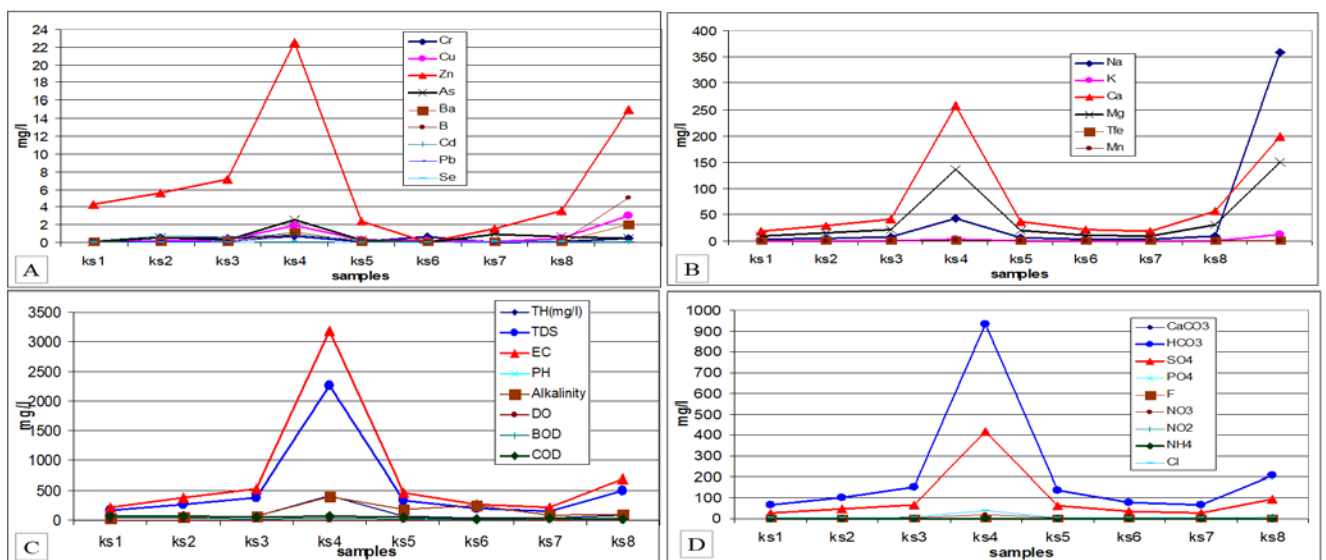 24
22
20
18
16
14
12
10
8
6
4
2
0
mg/l
Cr
Cu
Zn
As
Ba
B
Cd
Pb
Se
ks1 ks2 ks3 ks4 ks5 ks6 ks7 ks8
samples
A
400
350
300
250
200
150
100
50
0
mg/l
Na
K
Ca
Mg
Tfe
Mn
ks1 ks2 ks3 ks4 ks5 ks6 ks7 ks8
samples
B
3500
3000
2500
2000
1500
1000
500
0
mg/l
TH(mg/l)
TDS
EC
PH
Alkalinity
DO
BOD
COD
ks1 ks2 ks3 ks4 ks5 ks6 ks7 ks8
samples
C
1000
900
800
700
600
500
400
300
200
100
0
mg/l
CaCO3
HCO3
SO4
PO4
F
NO3
NO2
NH4
Cl
ks1 ks2 ks3 ks4 ks5 ks6 ks7 ks8
samples
D